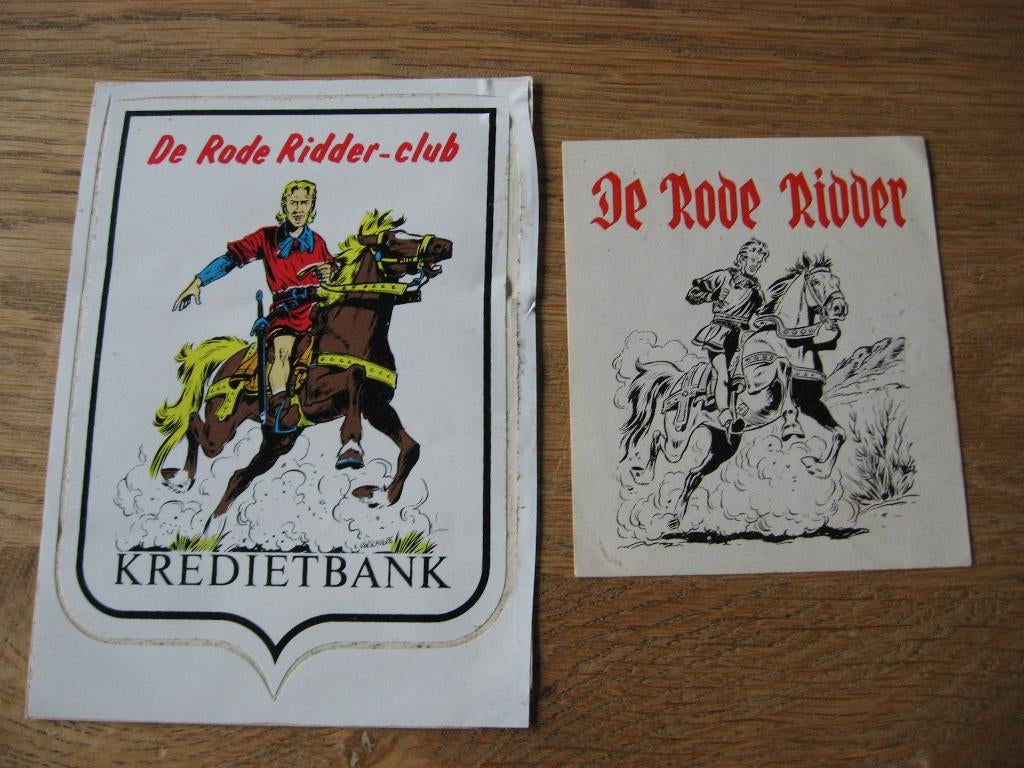 De Rode Ridder-club
KREDIETBANK
De Rode Ridder